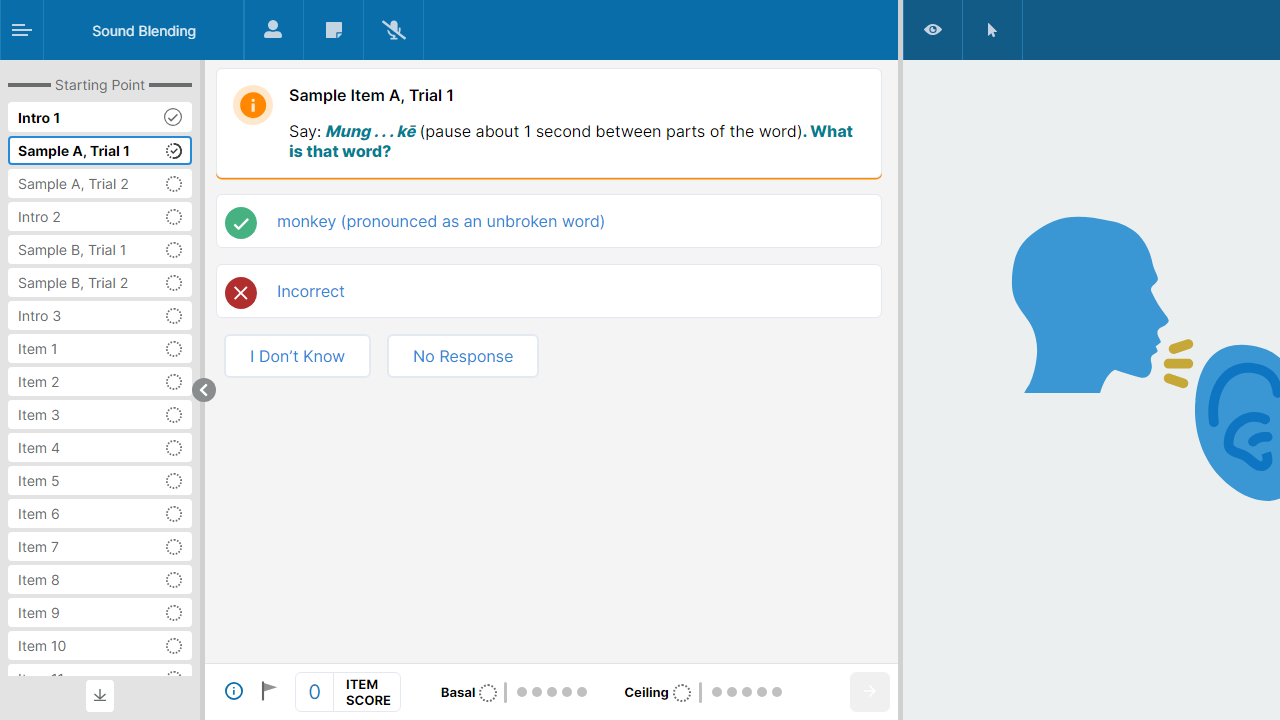 Sound Blending
Starting Point
Intro 1
Sample A, Trial 1
Sample A, Trial 2
Intro 2
Sample B, Trial 1
Sample B, Trial 2
Intro 3
Item 1
Item 2
Item 3
Item 4
Item 5
Item 6
Item 7
Item 8
Item 9
Item 10
Sample Item A, Trial 1
Say: Mung . . . kē (pause about 1 second between parts of the word). What
is that word?
monkey (pronounced as an unbroken word)
Incorrect
I Don’t Know
No Response
0
ITEM
SCORE
Basal
Ceiling